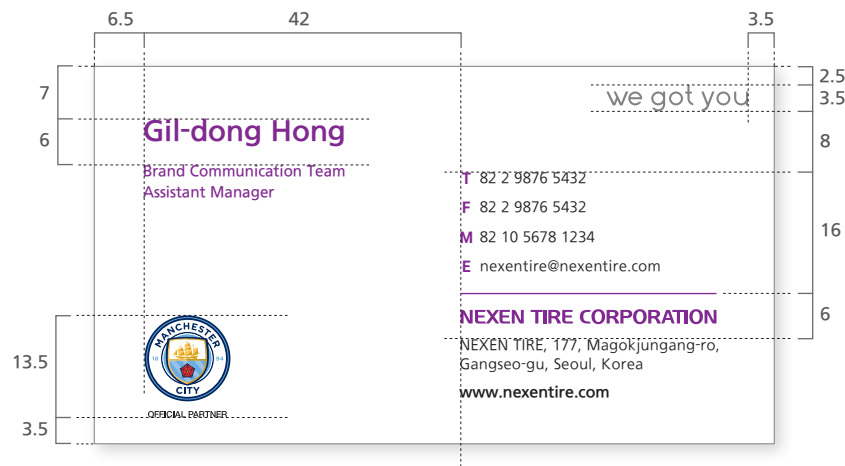 6.5 42 3.5
7
6
2.5
3.5
8
16
6
13.5
3.5
we got you
Gil-dong Hong
Brand Communication Team
Assistant Manager
T 82 2 9876 5432
F 82 2 9876 5432
M 82 10 5678 1234
E nexentire@nexentire.com
NEXEN TIRE CORPORATION
NEXEN TIRE, 177, Magokjungang-ro,
Gangseo-gu, Seoul, Korea
www.nexentire.com
MANCHESTER
18 94
CITY
OFFICIAL PARTNER